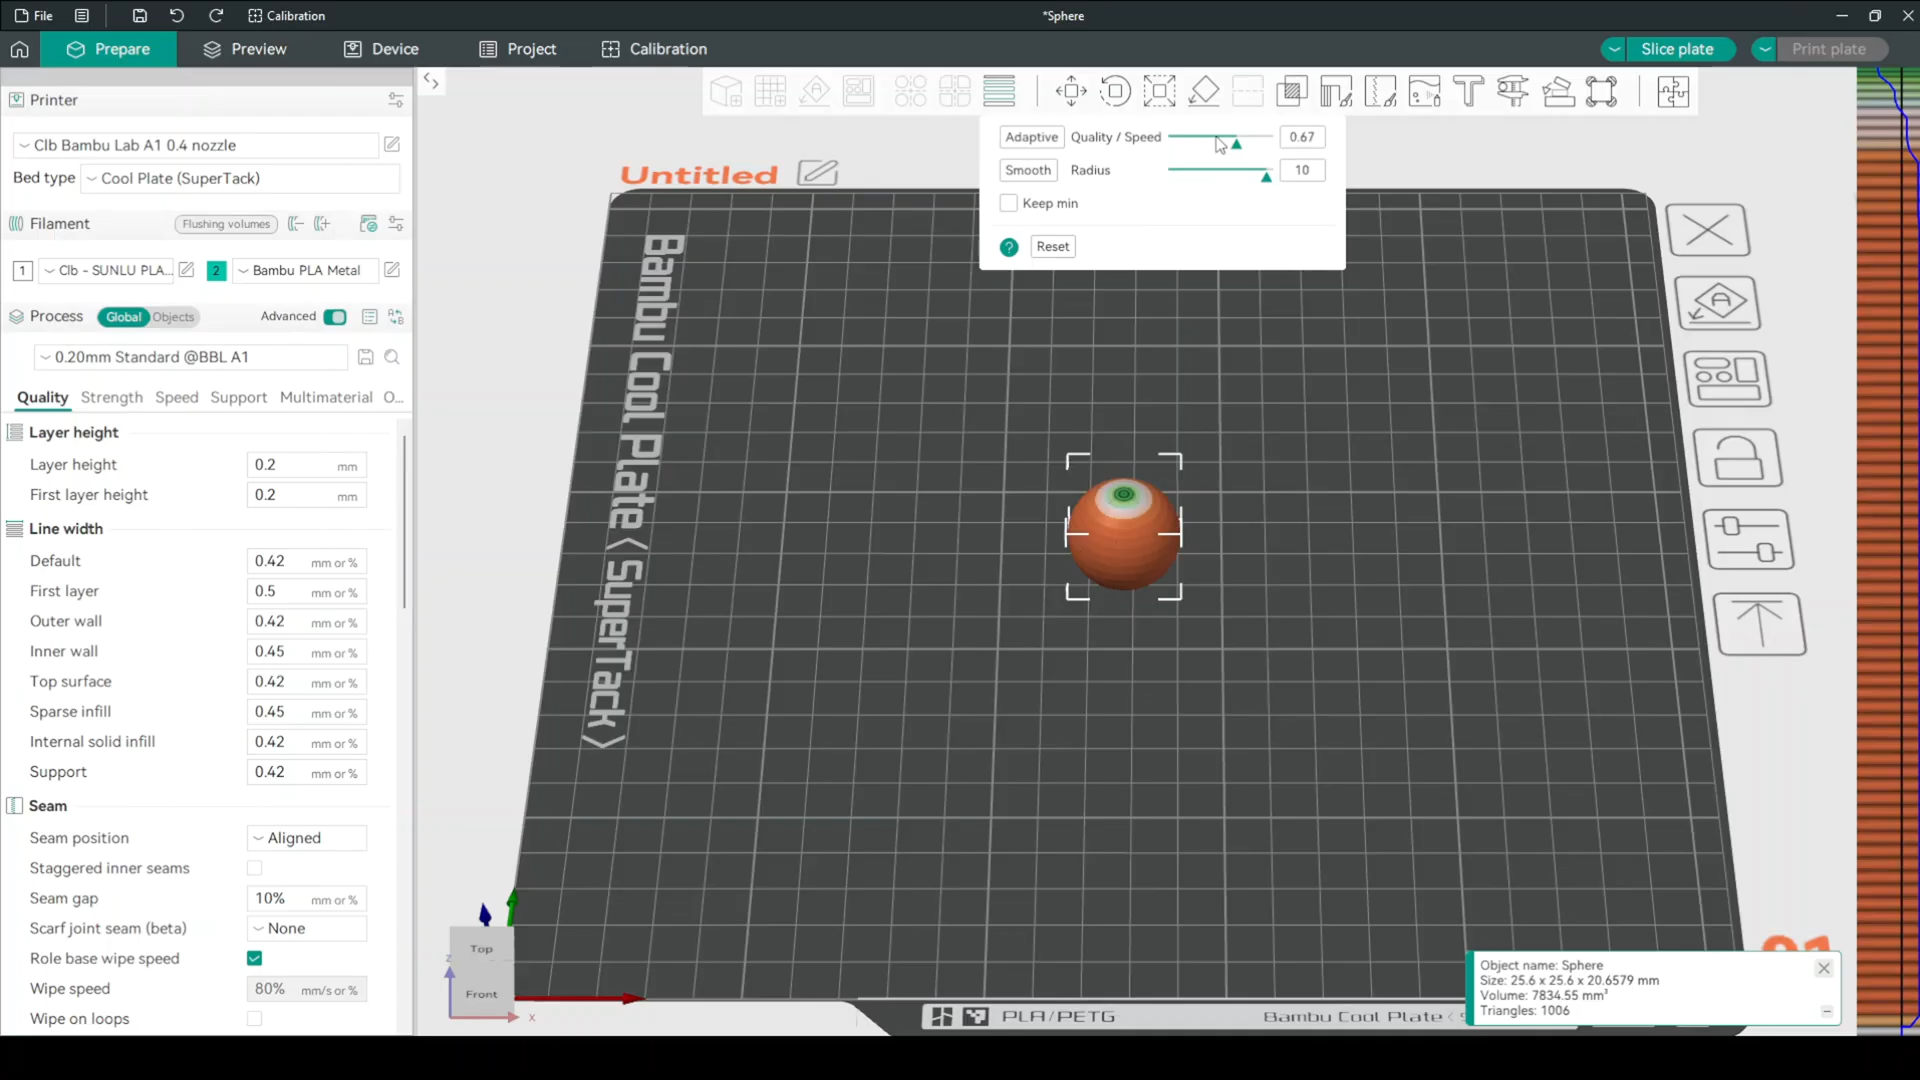 File
Calibration
*Sphere
Prepare
Preview
Device
Project
Calibration
Slice plate
Print plate
Printer
Clb Bambu Lab A1 0.4 nozzle
Bed type
Cool Plate (SuperTack)
Filament
Flushing volumes
1
Clb - SUNLU PLA...
2
Bambu PLA Metal
Process
Global
Objects
Advanced
0.20mm Standard @BBL A1
Quality
Strength
Speed
Support
Multimaterial
O...
Layer height
Layer height 0.2 mm
First layer height 0.2 mm
Line width
Default 0.42 mm or %
First layer 0.5 mm or %
Outer wall 0.42 mm or %
Inner wall 0.45 mm or %
Top surface 0.42 mm or %
Sparse infill 0.45 mm or %
Internal solid infill 0.42 mm or %
Support 0.42 mm or %
Seam
Seam position Aligned
Staggered inner seams
Seam gap 10% mm or %
Scarf joint seam (beta) None
Role base wipe speed
Wipe speed 80% mm/s or %
Wipe on loops
Adaptive Quality / Speed 0.67
Smooth Radius 10
Keep min
? Reset
Untitled
Bambu Cool Plate <SuperTack>
Top
Front
z
x
PLA/PETG
Bambu Cool Plate <
Object name: Sphere
Size: 25.6 x 25.6 x 20.6579 mm
Volume: 7834.55 mm³
Triangles: 1006